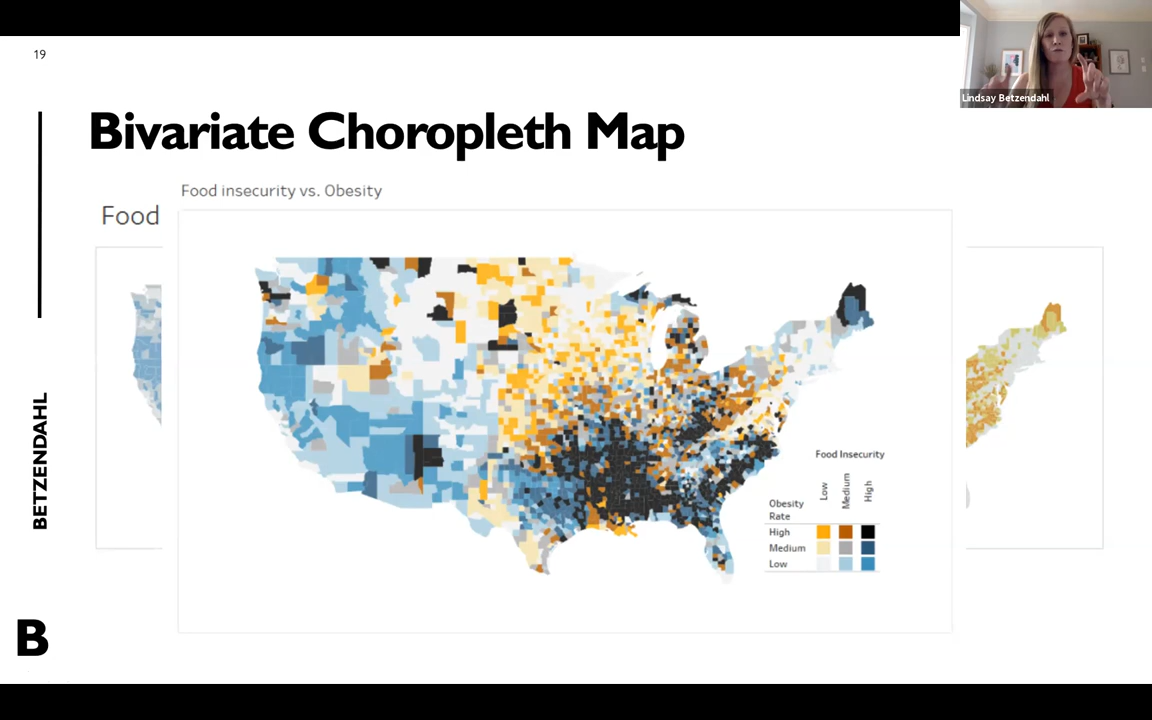 19
Lindsay Betzendahl
Bivariate Choropleth Map
Food insecurity vs. Obesity
Food
BETZENDAHL
Food Insecurity
Low Medium High
Obesity
Rate
High
Medium
Low
B